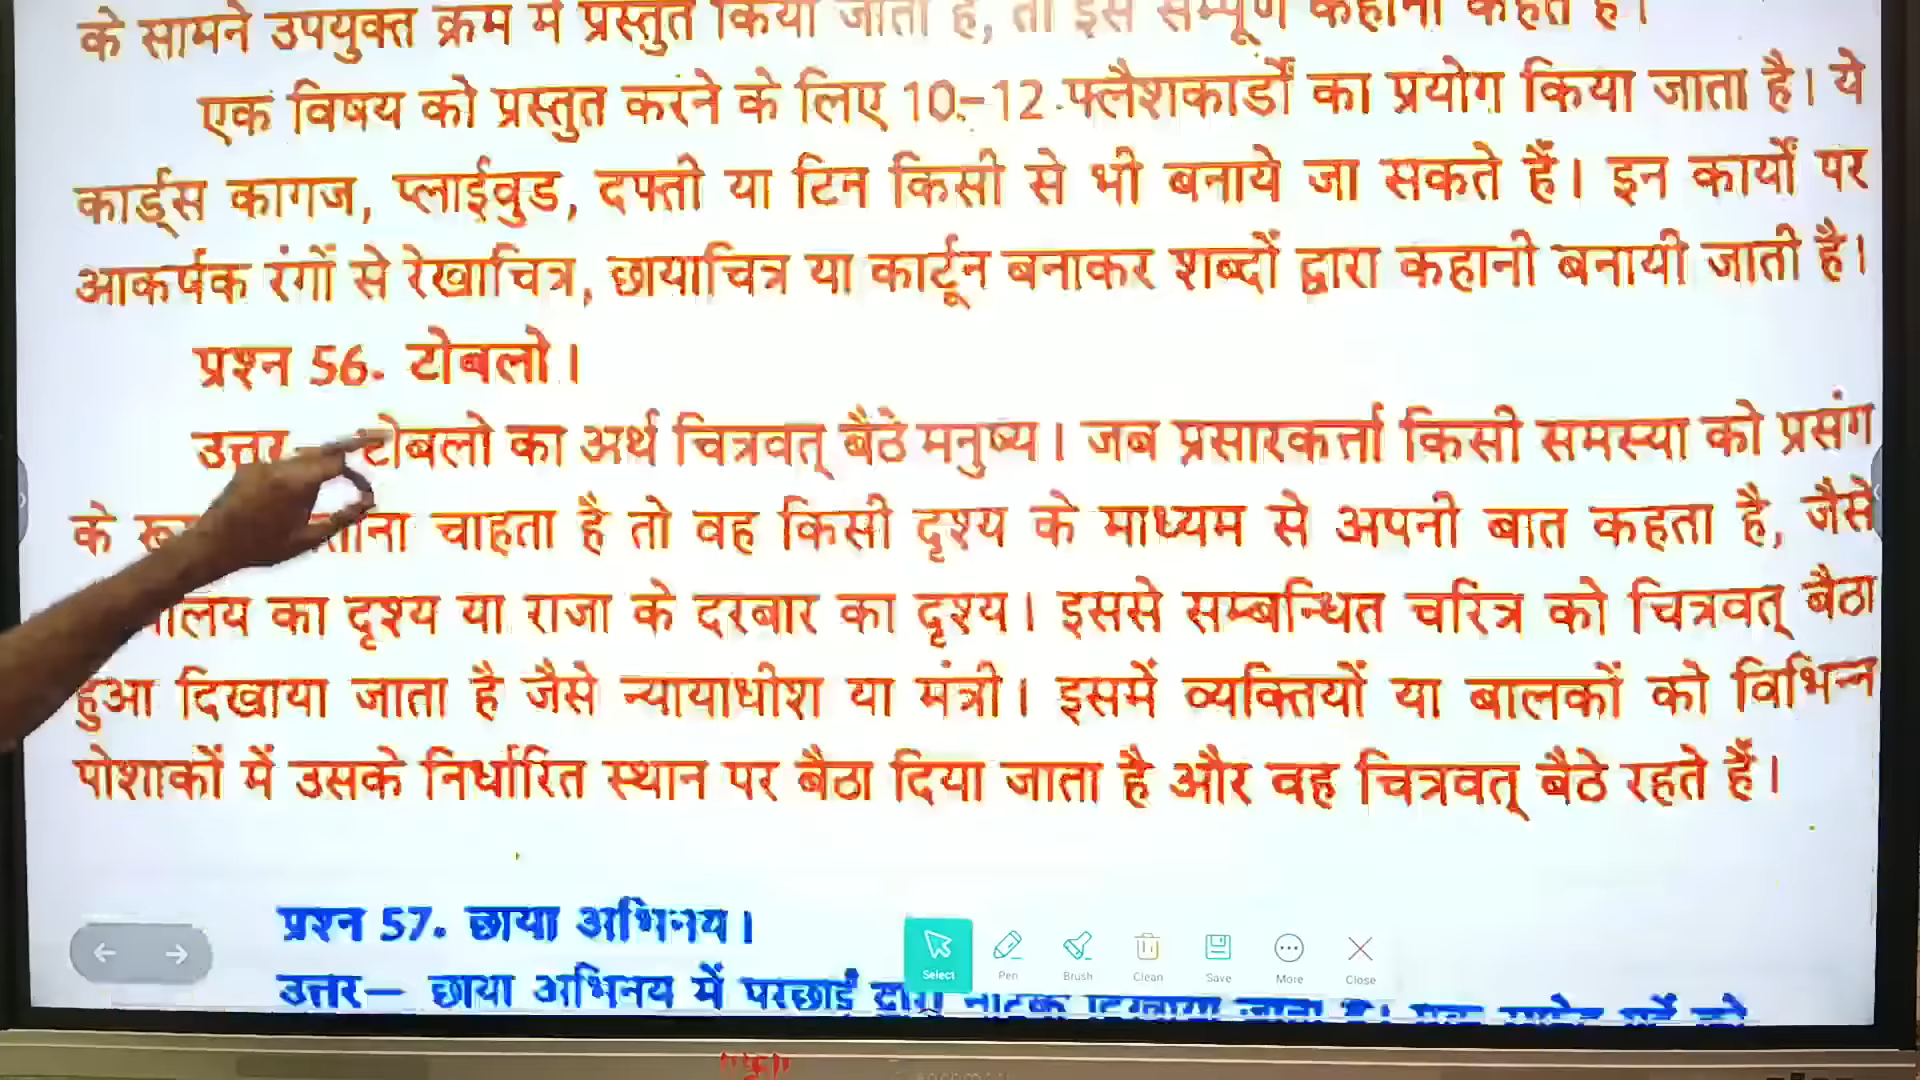 के सामने उपयुक्त क्रम में प्रस्तुत किया जाता है, तो इसे सम्पूर्ण कहानी कहते हैं।
एक विषय को प्रस्तुत करने के लिए 10-12 फ्लैशकार्डों का प्रयोग किया जाता है। ये
कार्ड्स कागज, प्लाईवुड, दफ्ती या टिन किसी से भी बनाये जा सकते हैं। इन कार्यों पर
आकर्षक रंगों से रेखाचित्र, छायाचित्र या कार्टून बनाकर शब्दों द्वारा कहानी बनायी जाती है।
प्रश्न 56. टोबलो।
उत्तर— टोबलो का अर्थ चित्रवत् बैठे मनुष्य। जब प्रसारकर्त्ता किसी समस्या को प्रसंग
के चाहता है तो वह किसी दृश्य के माध्यम से अपनी बात कहता है, जैसे
का दृश्य या राजा के दरबार का दृश्य। इससे सम्बन्धित चरित्र को चित्रवत् बैठा
हुआ दिखाया जाता है जैसे न्यायाधीश या मंत्री। इसमें व्यक्तियों या बालकों को विभिन्न
पोशाकों में उसके निर्धारित स्थान पर बैठा दिया जाता है और वह चित्रवत् बैठे रहते हैं।
प्रश्न 57. छाया अभिनय।
उत्तर— छाया अभिनय में परछाई द्वारा नाटक दिखाया जाता है।
Select Pen Brush Clean Save More Close